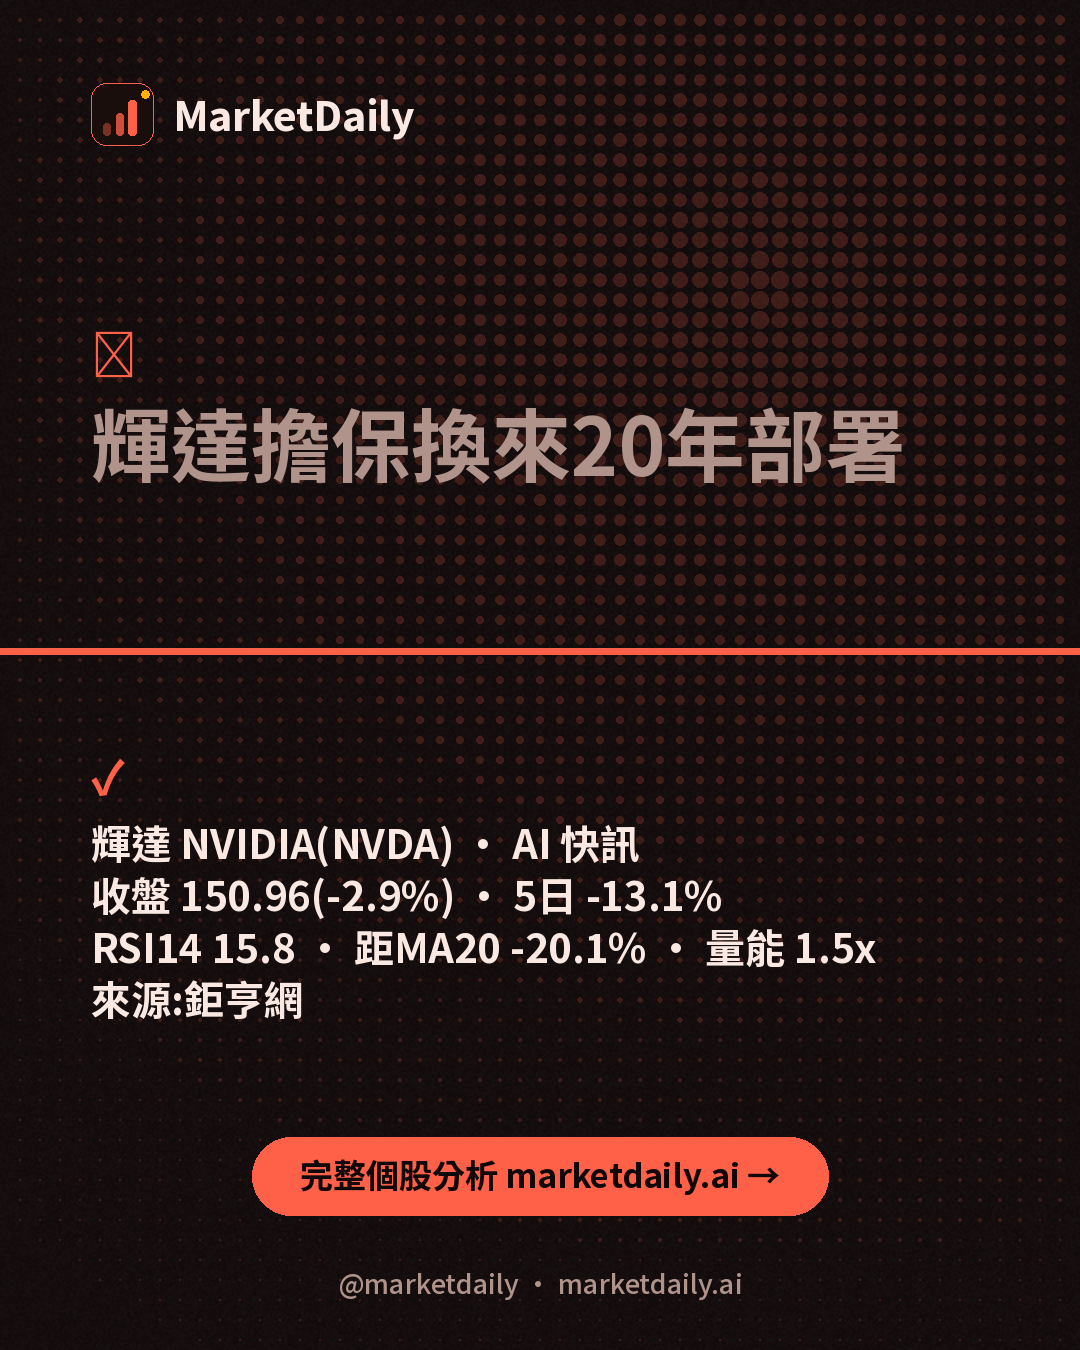 MarketDaily
輝達擔保換來20年部署
✓
輝達 NVIDIA(NVDA) · AI 快訊
收盤 150.96(-2.9%) · 5日 -13.1%
RSI14 15.8 · 距MA20 -20.1% · 量能 1.5x
來源:鉅亨網
完整個股分析 marketdaily.ai →
@marketdaily · marketdaily.ai